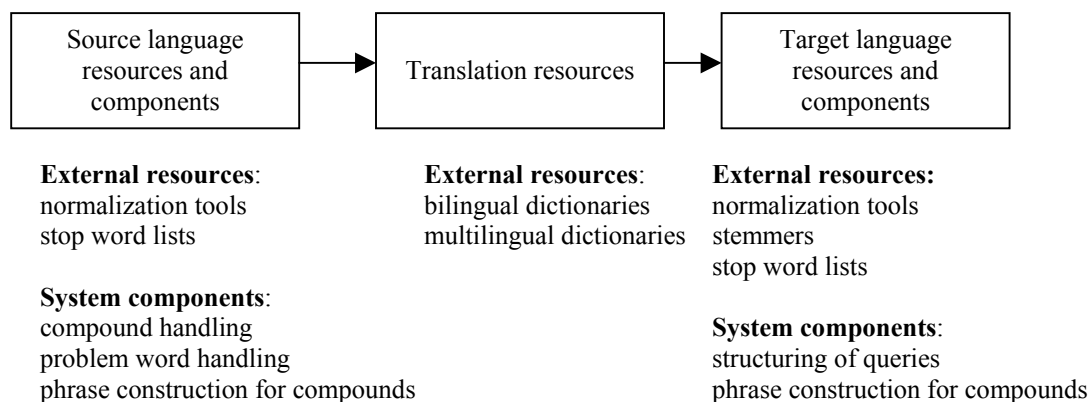 Source language
resources and
components
Translation resources
Target language
resources and
components
External resources:
normalization tools
stop word lists
System components:
compound handling
problem word handling
phrase construction for compounds
External resources:
bilingual dictionaries
multilingual dictionaries
External resources:
normalization tools
stemmers
stop word lists
System components:
structuring of queries
phrase construction for compounds